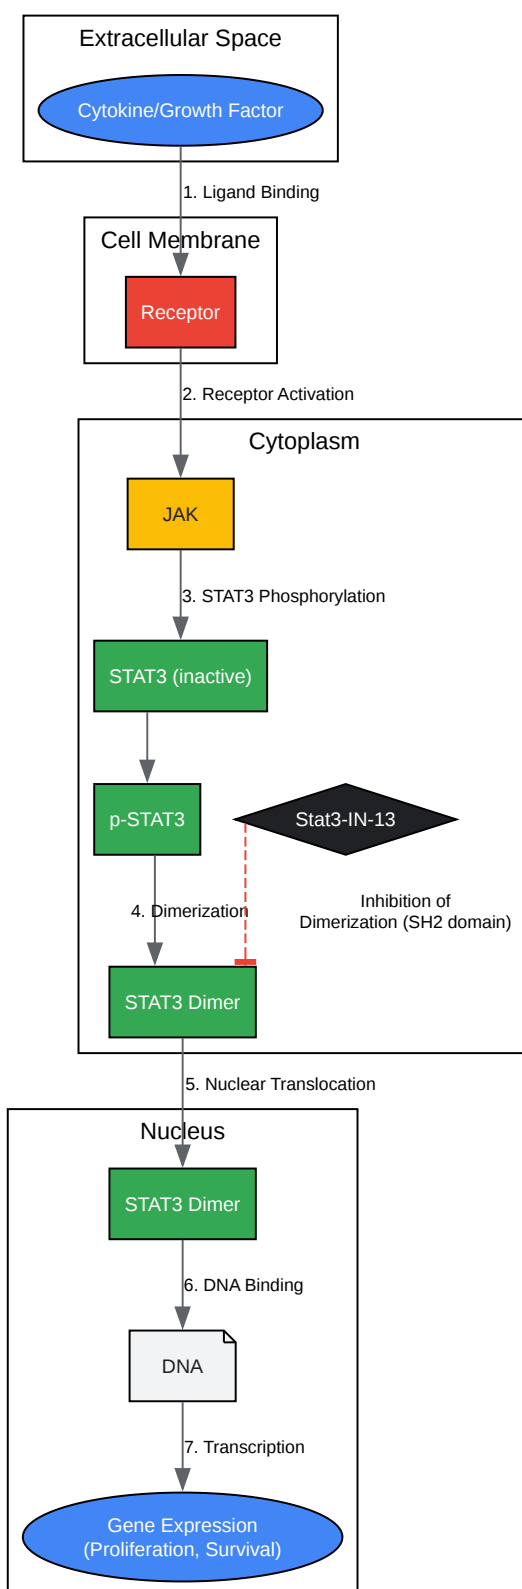 Extracellular Space
Cytokine/Growth Factor
1. Ligand Binding
Cell Membrane
Receptor
2. Receptor Activation
Cytoplasm
JAK
3. STAT3 Phosphorylation
STAT3 (inactive)
p-STAT3
Stat3-IN-13
4. Dimerization
Inhibition of
Dimerization (SH2 domain)
STAT3 Dimer
5. Nuclear Translocation
Nucleus
STAT3 Dimer
6. DNA Binding
DNA
7. Transcription
Gene Expression
(Proliferation, Survival)